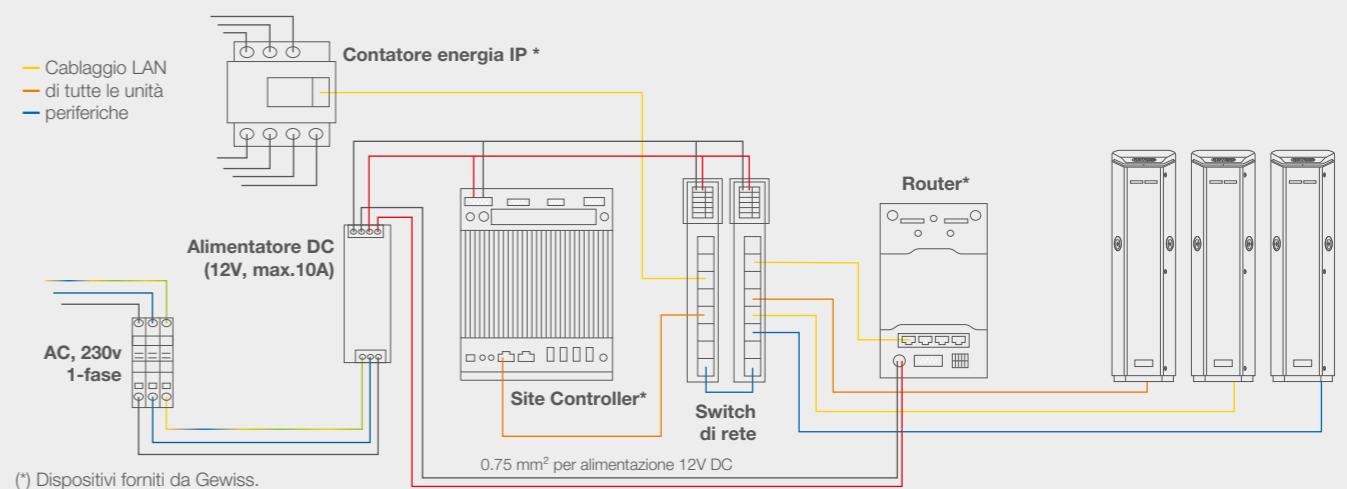 Contatore energia IP *
Cablaggio LAN
di tutte le unità
periferiche
Router*
Alimentatore DC
(12V, max.10A)
AC, 230v
1-fase
Site Controller*
Switch
di rete
0.75 mm² per alimentazione 12V DC
(*) Dispositivi forniti da Gewiss.